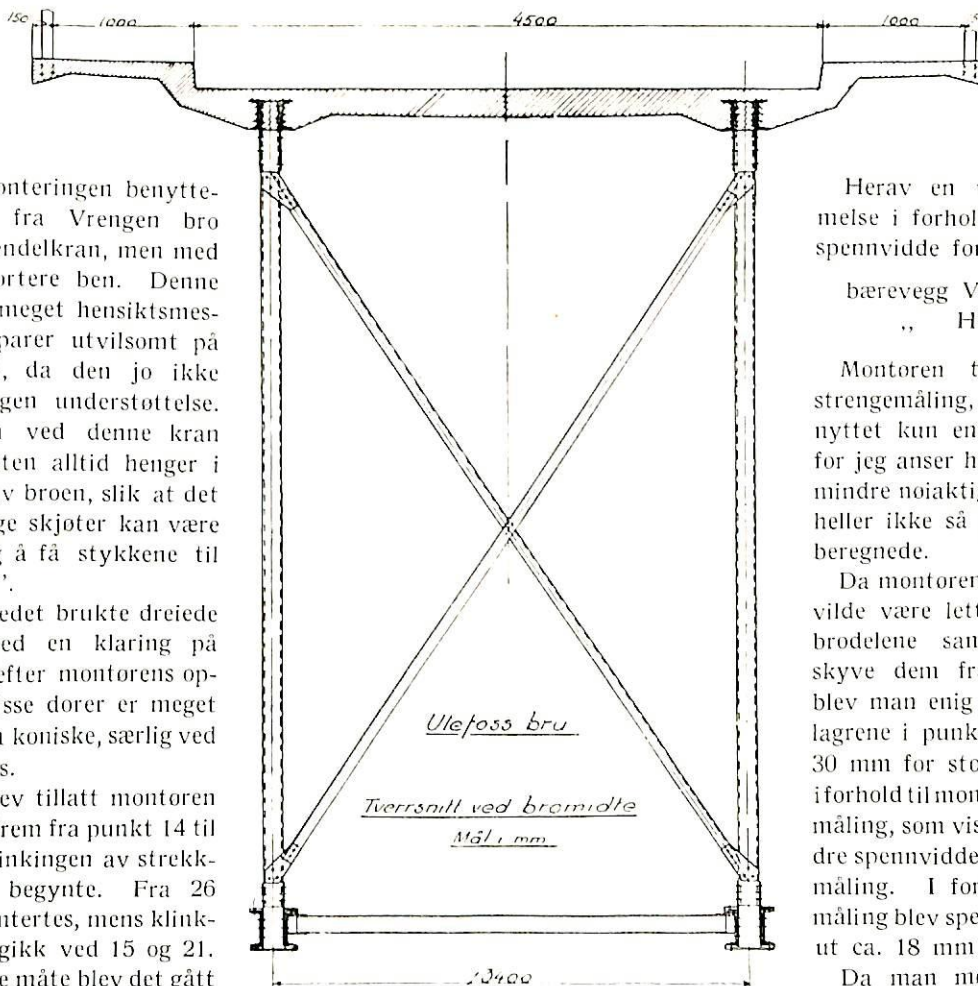 150
1000
4500
1000
onteringen benytte-
fra Vrengen bro
endelkran, men med
ortere ben. Denne
meget hensiktsmes-
parer utvilsomt på
, da den jo ikke
gen understøttelse.
ved denne kran
ten alltid henger i
v broen, slik at det
ge skjøter kan være
å få stykkene til
”.
edet brukte dreiede
ed en klaring på
efter montørens op-
sse dorer er meget
koniske, særlig ved
s.
ev tillatt montøren
rem fra punkt 14 til
inkingen av strekk-
begynte. Fra 26
ntertes, mens klink-
gikk ved 15 og 21.
e måte blev det gått
Ulefoss bru
Tverrsnitt ved bromidte
Mål i mm
3400
Herav en
melse i forhol
spennvidde for
bærevegg V
,, H
Montøren t
strengemåling,
nyttet kun en
for jeg anser h
mindre nøiaktig
heller ikke så
beregnede.
Da montøren
vilde være lett
brodelene san
skyve dem fra
blev man enig
lagrene i punk
30 mm for sto
i forhold til mon
måling, som vis
dre spennvidde
måling. I for
måling blev spe
ut ca. 18 mm
Da man me